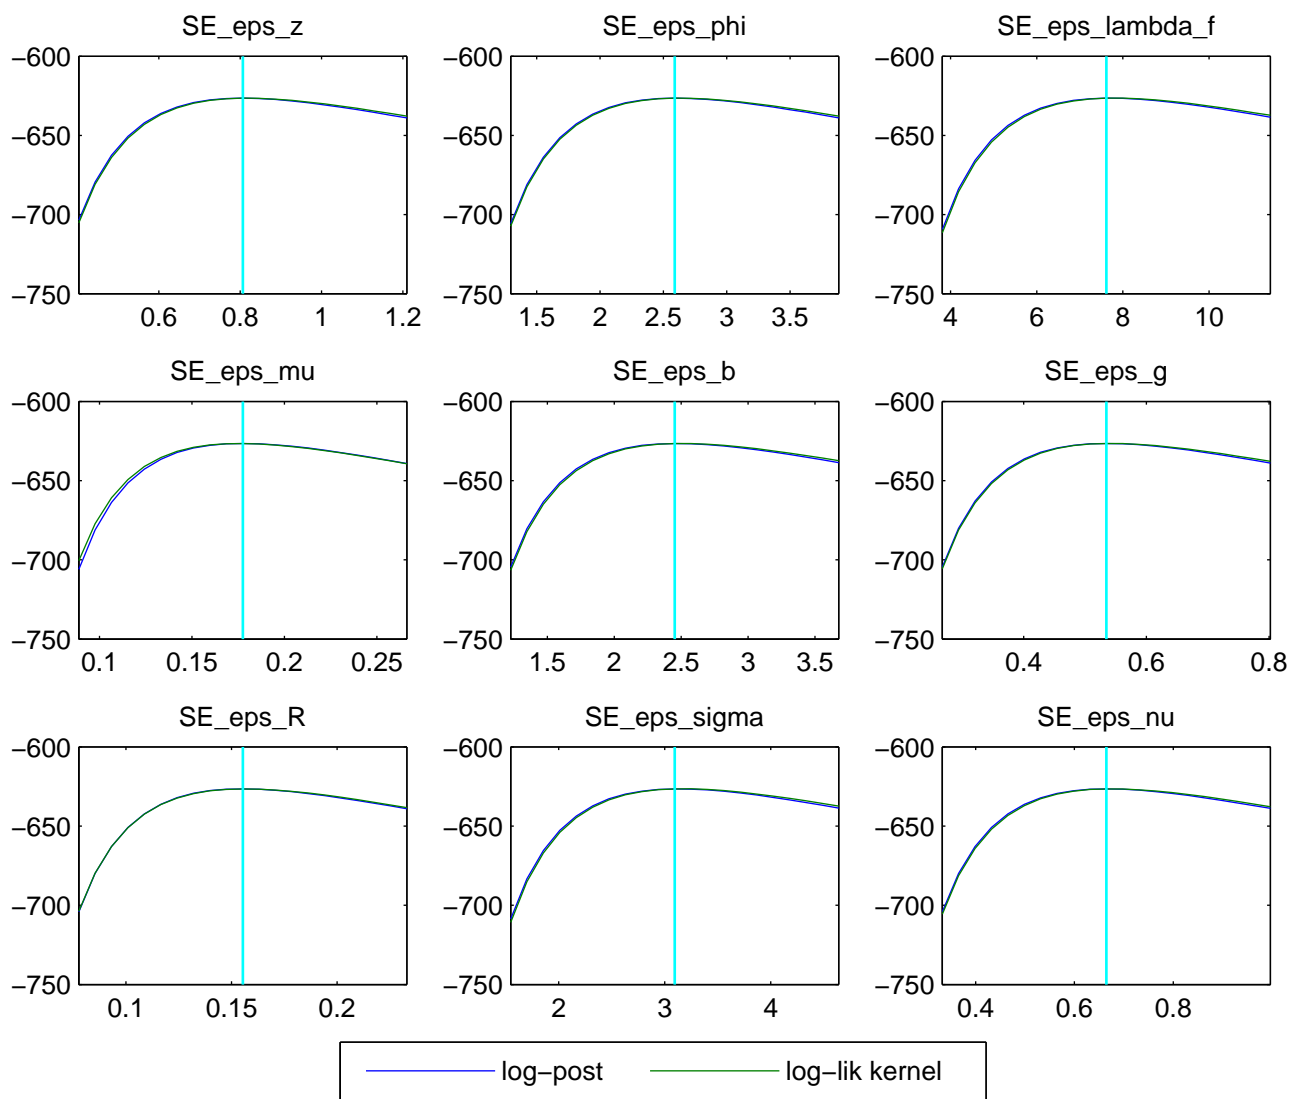 SE_eps_z SE_eps_phi SE_eps_lambda_f
−600 −600 −600
−650 −650 −650
−700 −700 −700
−750 −750 −750
0.6 0.8 1 1.2 1.5 2 2.5 3 3.5 4 6 8 10
SE_eps_mu SE_eps_b SE_eps_g
−600 −600 −600
−650 −650 −650
−700 −700 −700
−750 −750 −750
0.1 0.15 0.2 0.25 1.5 2 2.5 3 3.5 0.4 0.6 0.8
SE_eps_R SE_eps_sigma SE_eps_nu
−600 −600 −600
−650 −650 −650
−700 −700 −700
−750 −750 −750
0.1 0.15 0.2 2 3 4 0.4 0.6 0.8
log−post log−lik kernel